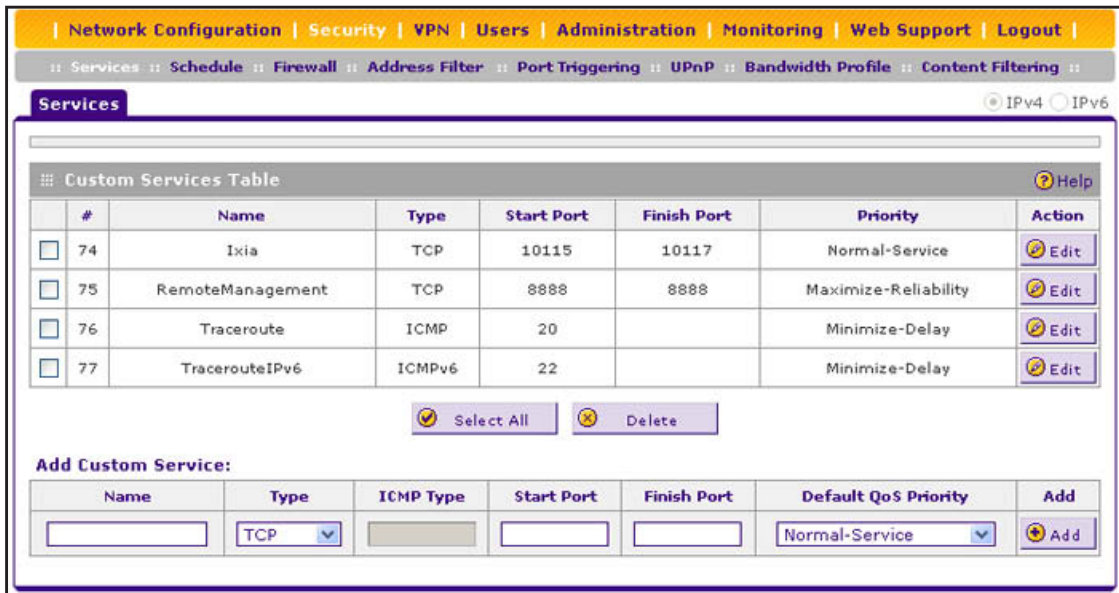 | Network Configuration | Security | VPN | Users | Administration | Monitoring | Web Support | Logout |
:: Services :: Schedule :: Firewall :: Address Filter :: Port Triggering :: UPnP :: Bandwidth Profile :: Content Filtering ::
Services IPv4 IPv6
Custom Services Table ? Help
# Name Type Start Port Finish Port Priority Action
74 Ixia TCP 10115 10117 Normal-Service Edit
75 RemoteManagement TCP 8888 8888 Maximize-Reliability Edit
76 Traceroute ICMP 20 Minimize-Delay Edit
77 TracerouteIPv6 ICMPv6 22 Minimize-Delay Edit
Select All Delete
Add Custom Service:
Name Type ICMP Type Start Port Finish Port Default QoS Priority Add
TCP Normal-Service Add